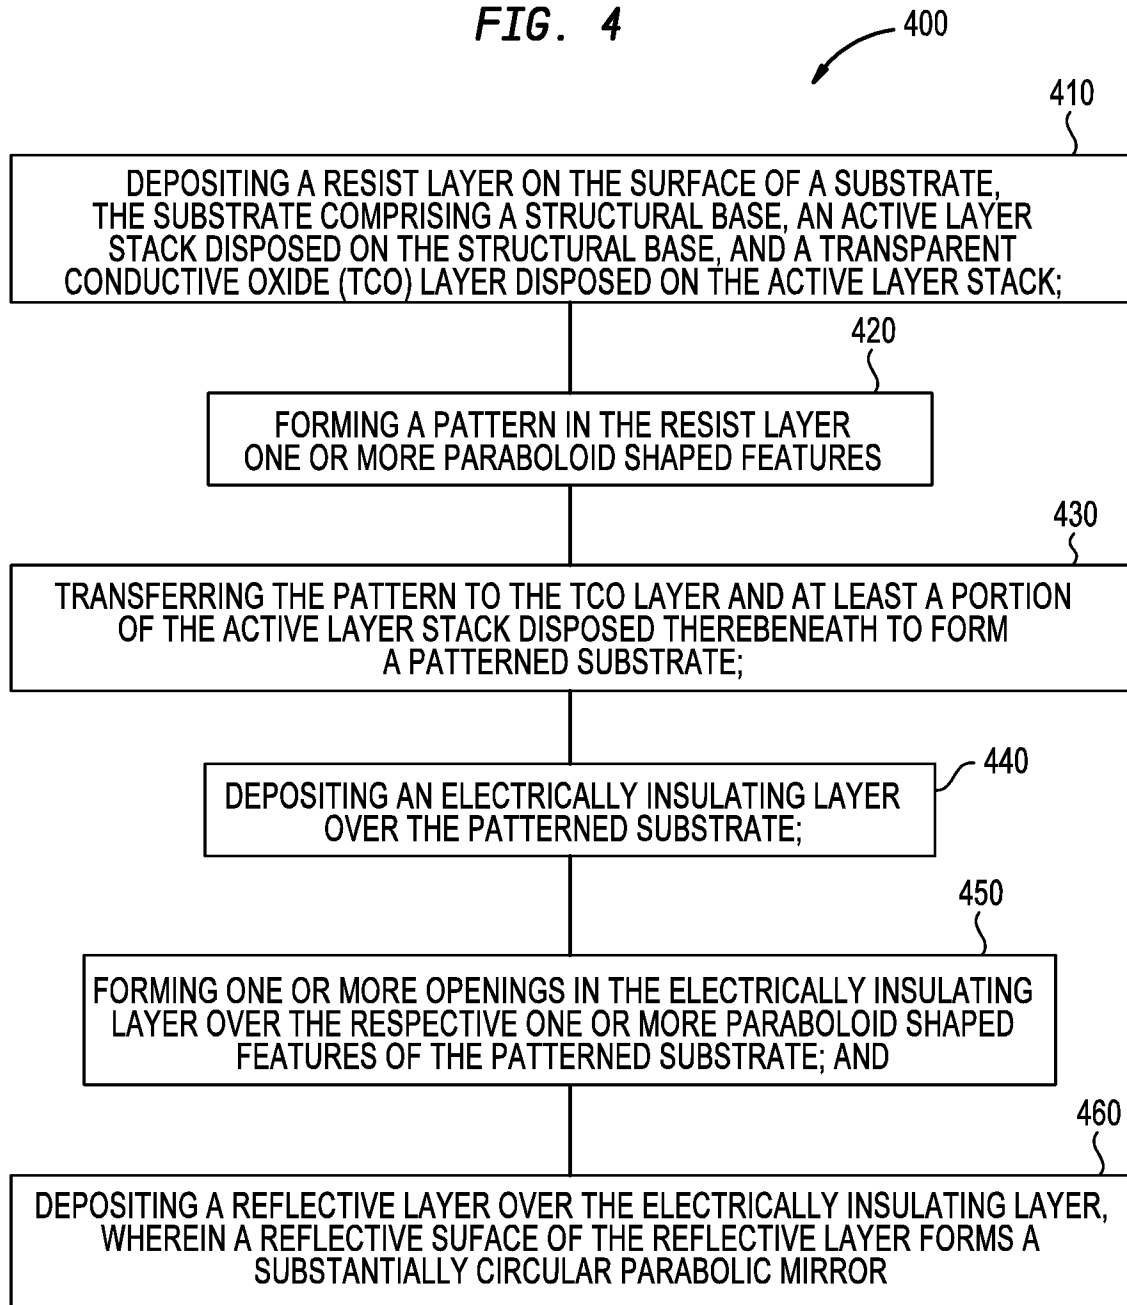 FIG. 4
400
410
DEPOSITING A RESIST LAYER ON THE SURFACE OF A SUBSTRATE,
THE SUBSTRATE COMPRISING A STRUCTURAL BASE, AN ACTIVE LAYER
STACK DISPOSED ON THE STRUCTURAL BASE, AND A TRANSPARENT
CONDUCTIVE OXIDE (TCO) LAYER DISPOSED ON THE ACTIVE LAYER STACK;
420
FORMING A PATTERN IN THE RESIST LAYER
ONE OR MORE PARABOLOID SHAPED FEATURES
430
TRANSFERRING THE PATTERN TO THE TCO LAYER AND AT LEAST A PORTION
OF THE ACTIVE LAYER STACK DISPOSED THEREBENEATH TO FORM
A PATTERNED SUBSTRATE;
440
DEPOSITING AN ELECTRICALLY INSULATING LAYER
OVER THE PATTERNED SUBSTRATE;
450
FORMING ONE OR MORE OPENINGS IN THE ELECTRICALLY INSULATING
LAYER OVER THE RESPECTIVE ONE OR MORE PARABOLOID SHAPED
FEATURES OF THE PATTERNED SUBSTRATE; AND
460
DEPOSITING A REFLECTIVE LAYER OVER THE ELECTRICALLY INSULATING LAYER,
WHEREIN A REFLECTIVE SUFACE OF THE REFLECTIVE LAYER FORMS A
SUBSTANTIALLY CIRCULAR PARABOLIC MIRROR